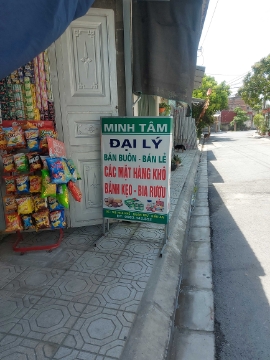 MINH TÂM
ĐẠI LÝ
BÁN BUÔN - BÁN LẺ
CÁC MẶT HÀNG KHÔ
BÁNH KẸO - BIA RƯỢU